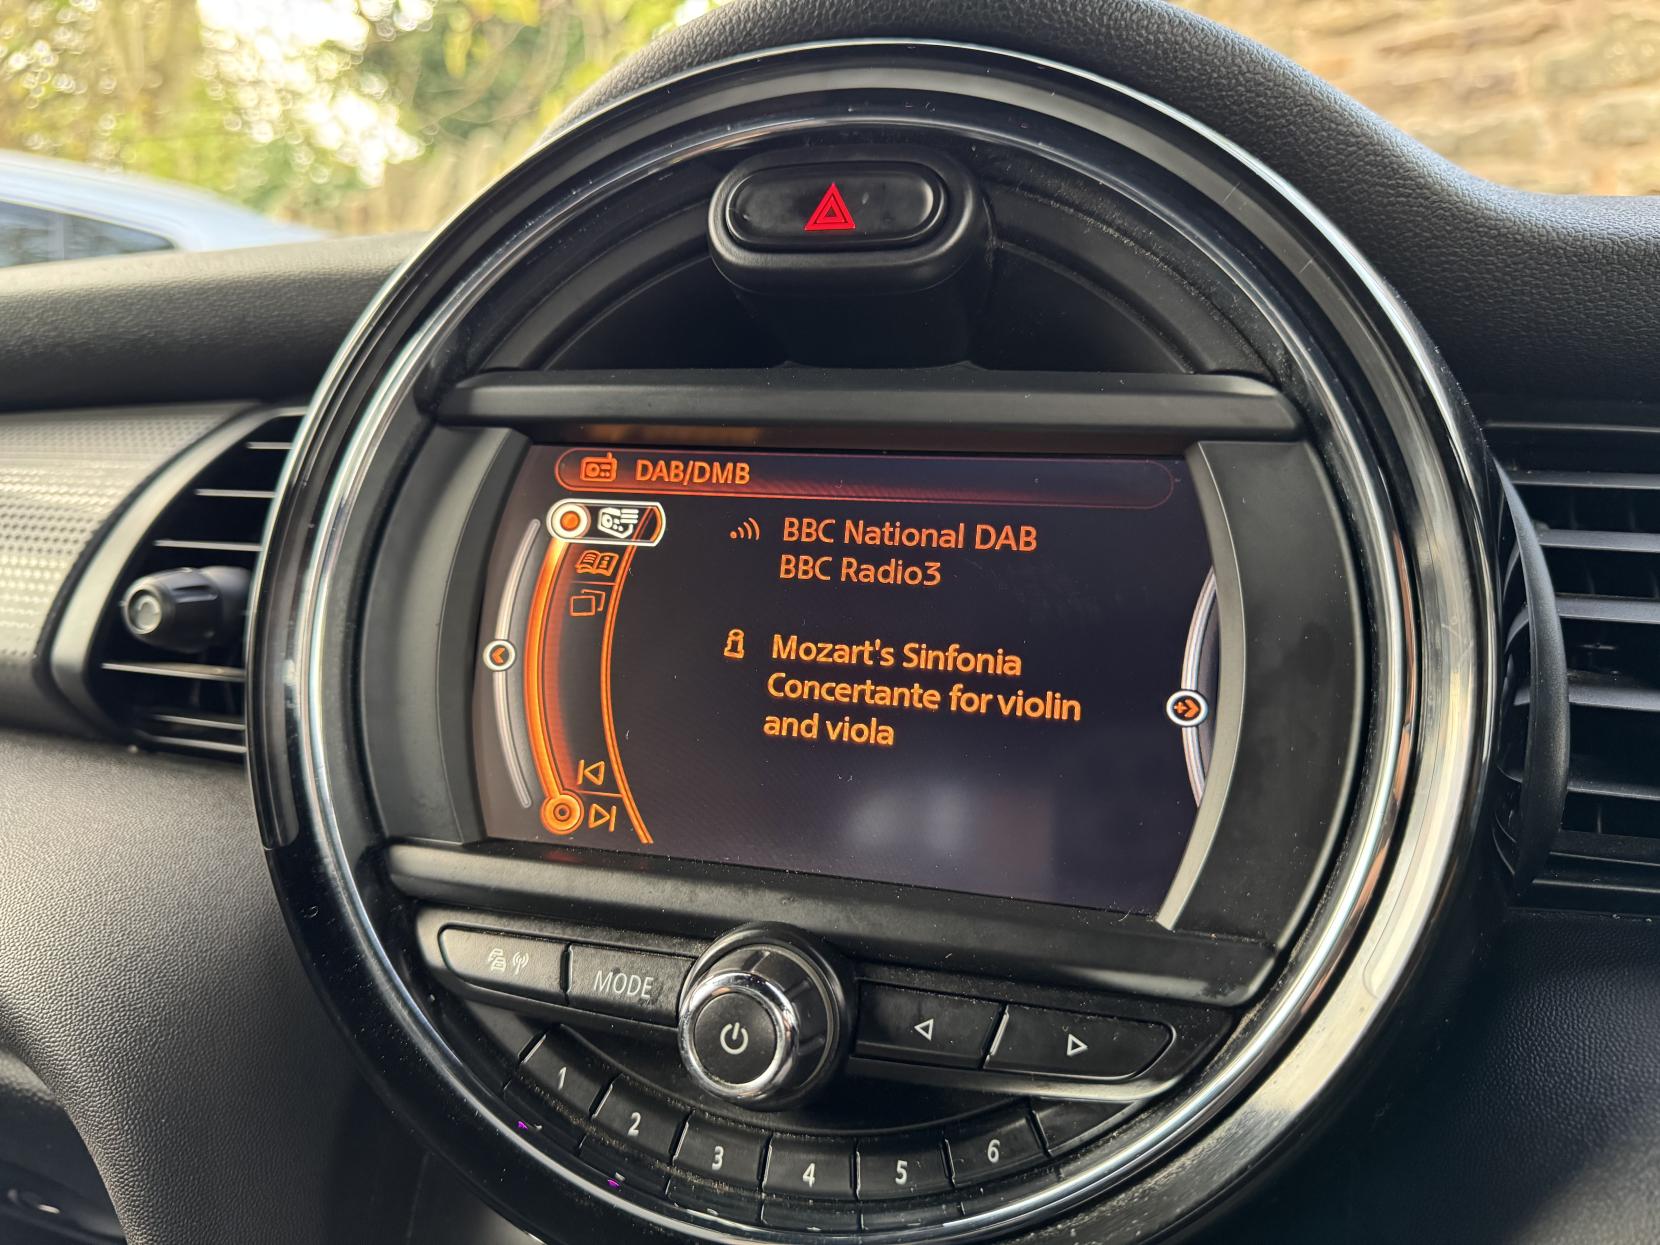 DAB/DMB
BBC National DAB
BBC Radio3
Mozart's Sinfonia
Concertante for violin
and viola
MODE
1 2 3 4 5 6